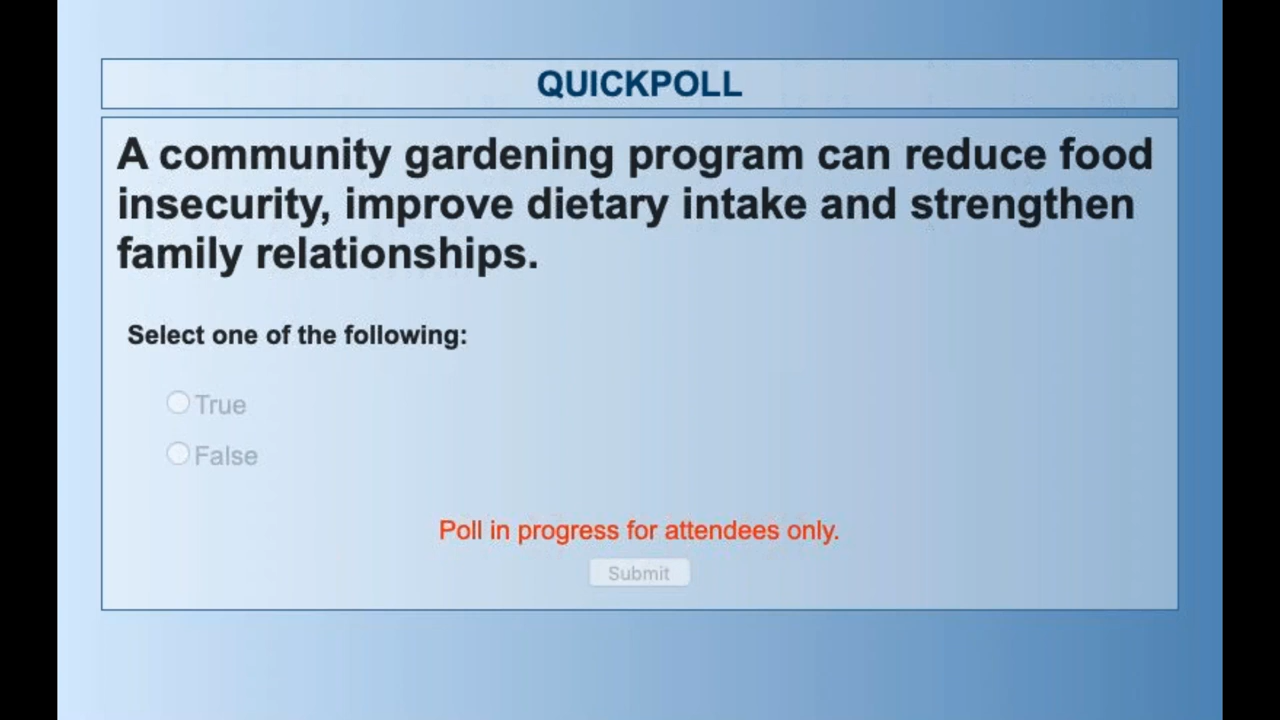 QUICKPOLL
A community gardening program can reduce food
insecurity, improve dietary intake and strengthen
family relationships.
Select one of the following:
True
False
Poll in progress for attendees only.
Submit